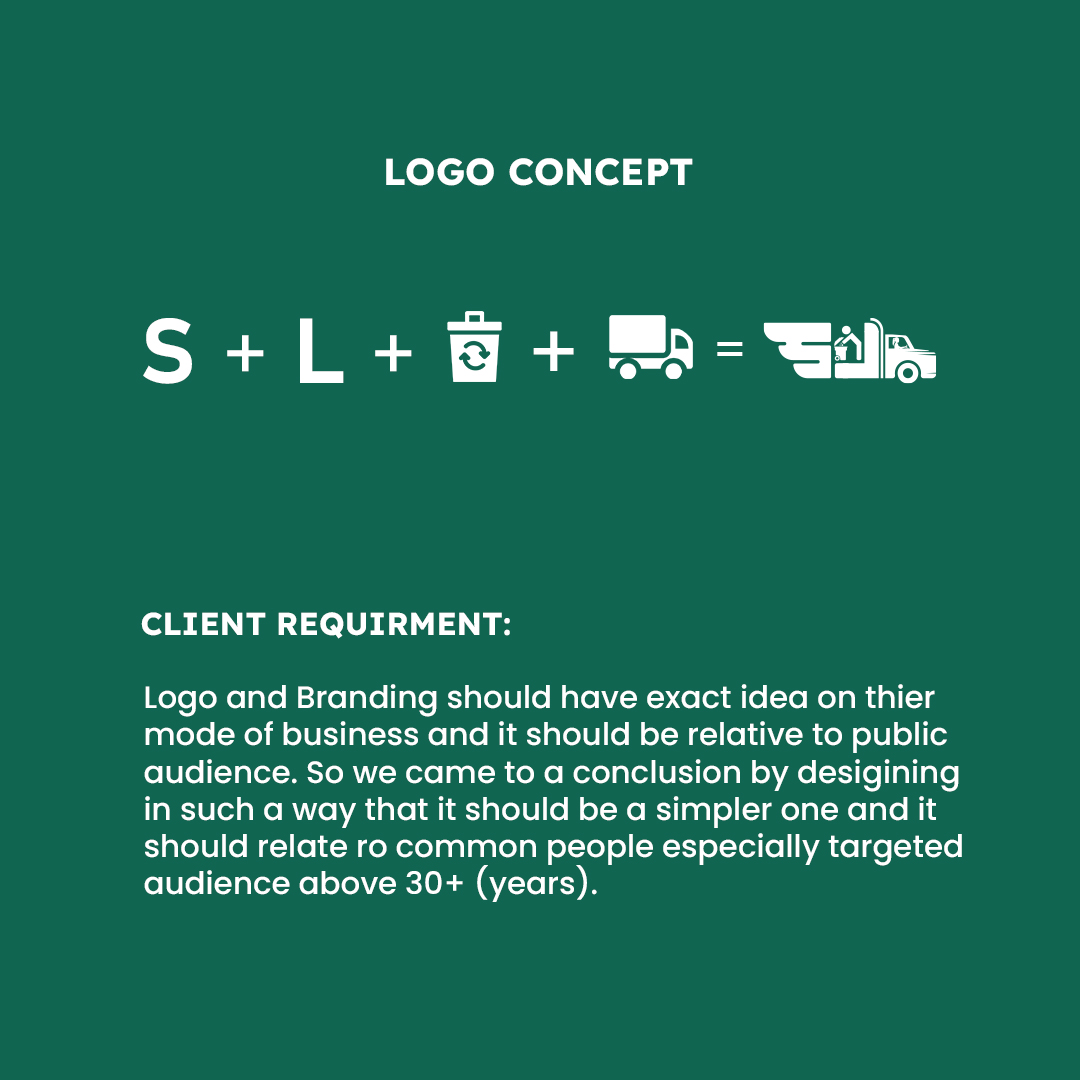 LOGO CONCEPT
S + L + + =
CLIENT REQUIRMENT:
Logo and Branding should have exact idea on thier
mode of business and it should be relative to public
audience. So we came to a conclusion by desigining
in such a way that it should be a simpler one and it
should relate ro common people especially targeted
audience above 30+ (years).